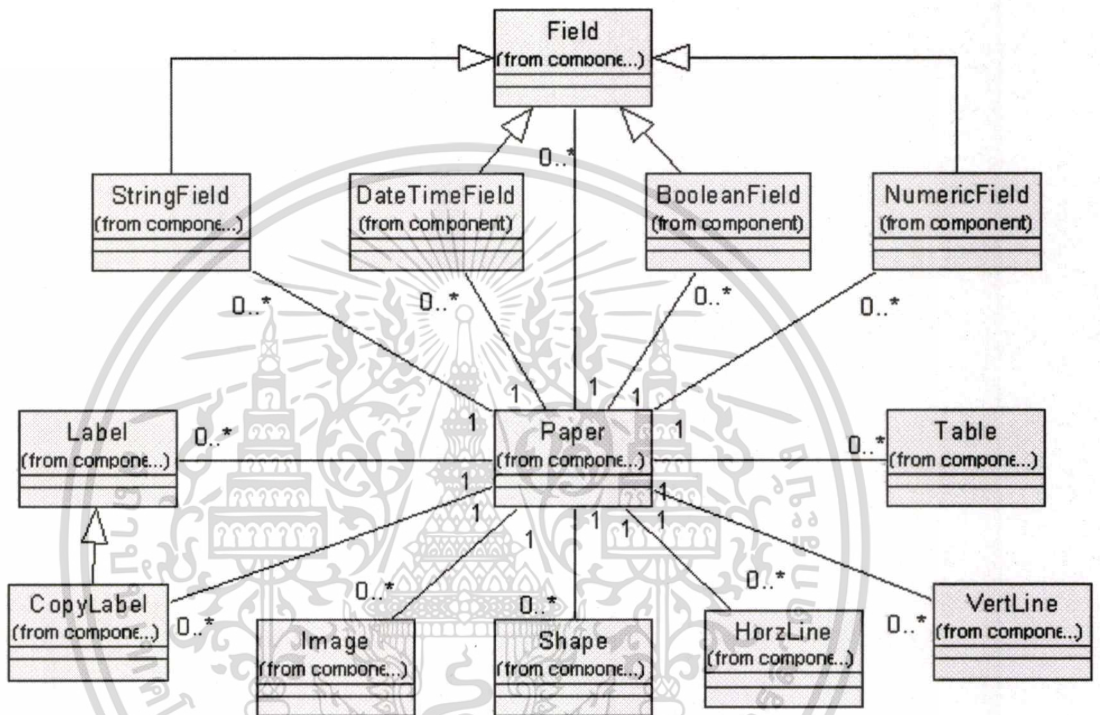 Field
(from compone...)
0..*
StringField
(from compone...)
DateTimeField
(from component)
BooleanField
(from component)
NumericField
(from component)
0..*
0..*
0..*
0..*
1
1
1
1
1
Label
(from compone...)
0..*
Paper
(from compone...)
0..*
Table
(from compone...)
1
1
1
1
1
1
1
CopyLabel
(from compone...)
0..*
0..*
Image
(from compone...)
0..*
Shape
(from compone...)
0..*
HorzLine
(from compone...)
0..*
VertLine
(from compone...)